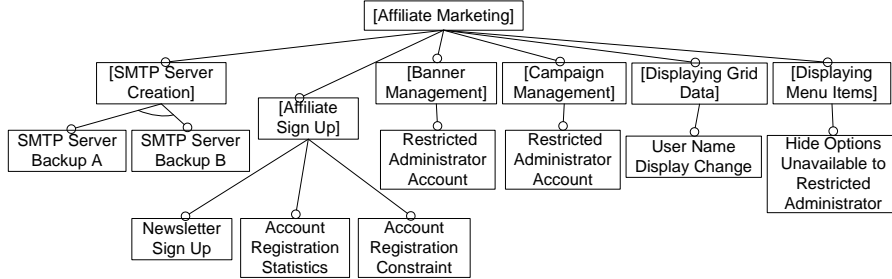 [Affiliate Marketing]
[SMTP Server
Creation]
[Affiliate
Sign Up]
[Banner
Management]
[Campaign
Management]
[Displaying Grid
Data]
[Displaying
Menu Items]
SMTP Server
Backup A
SMTP Server
Backup B
Restricted
Administrator
Account
Restricted
Administrator
Account
User Name
Display Change
Hide Options
Unavailable to
Restricted
Administrator
Newsletter
Sign Up
Account
Registration
Statistics
Account
Registration
Constraint